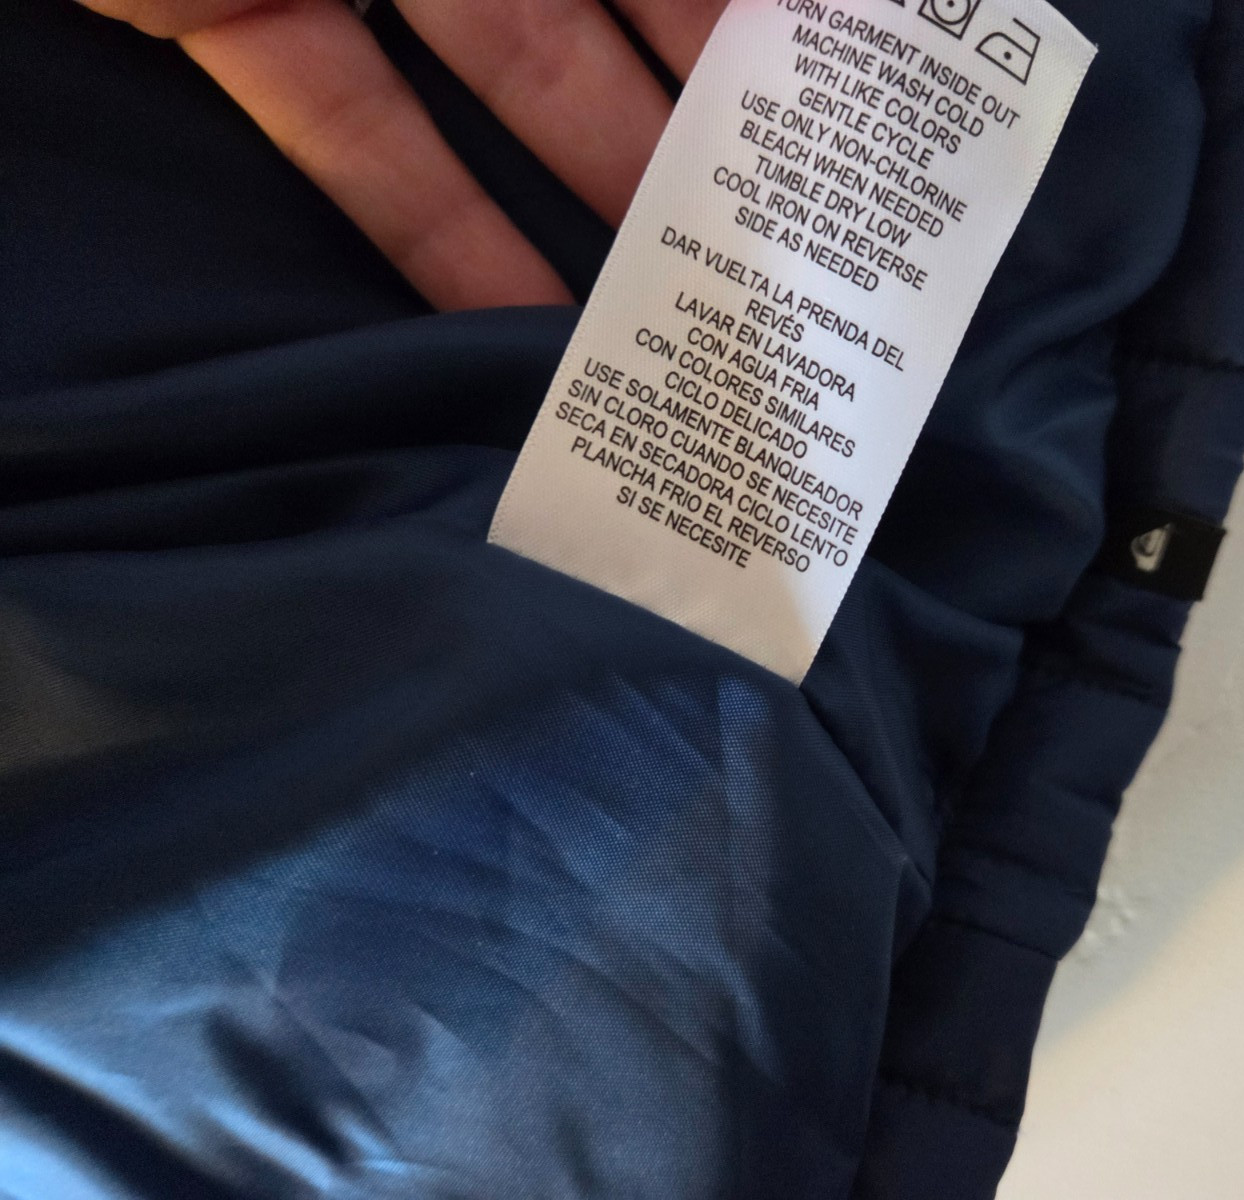 TURN GARMENT INSIDE OUT
MACHINE WASH COLD
WITH LIKE COLORS
GENTLE CYCLE
USE ONLY NON-CHLORINE
BLEACH WHEN NEEDED
TUMBLE DRY LOW
COOL IRON ON REVERSE
SIDE AS NEEDED
DAR VUELTA LA PRENDA DEL
REVÉS
LAVAR EN LAVADORA
CON AGUA FRIA
CON COLORES SIMILARES
CICLO DELICADO
USE SOLAMENTE BLANQUEADOR
SIN CLORO CUANDO SE NECESITE
SECA EN SECADORA CICLO LENTO
PLANCHA FRIO EL REVERSO
SI SE NECESITE